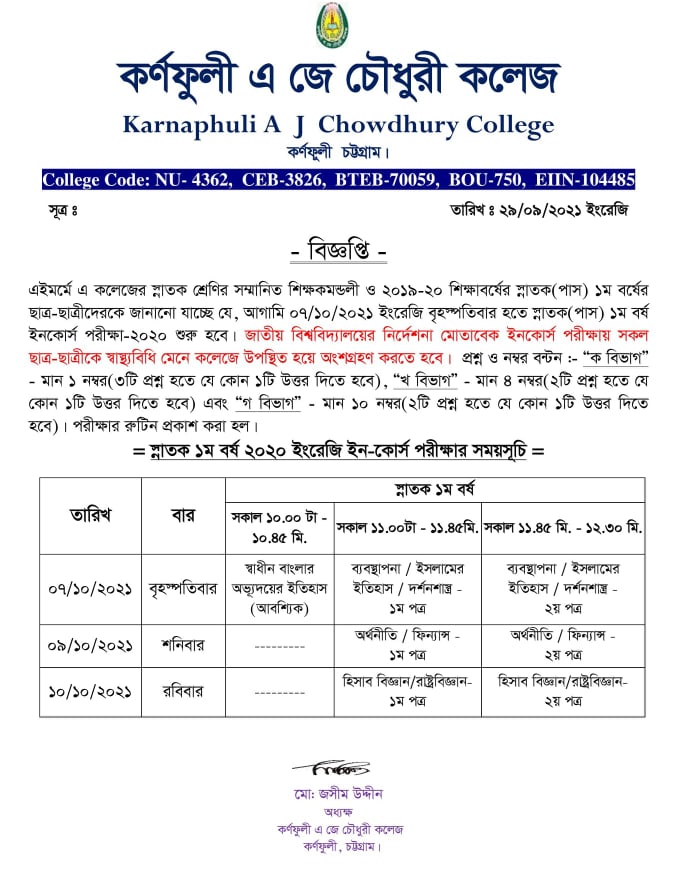 কর্ণফুলী এ জে চৌধুরী কলেজ
Karnaphuli A J Chowdhury College
কর্ণফূলী চট্টগ্রাম।
College Code: NU- 4362, CEB-3826, BTEB-70059, BOU-750, EIIN-104485
সূত্র ঃ তারিখ ঃ ২৯/০৯/২০২১ ইংরেজি
- বিজ্ঞপ্তি -
এইমর্মে এ কলেজের স্নাতক শ্রেণির সম্মানিত শিক্ষকমন্ডলী ও ২০১৯-২০ শিক্ষাবর্ষের স্নাতক(পাস) ১ম বর্ষের
ছাত্র-ছাত্রীদেরকে জানানো যাচ্ছে যে, আগামি ০৭/১০/২০২১ ইংরেজি বৃহস্পতিবার হতে স্নাতক(পাস) ১ম বর্ষ
ইনকোর্স পরীক্ষা-২০২০ শুরু হবে। জাতীয় বিশ্ববিদ্যালয়ের নির্দেশনা মোতাবেক ইনকোর্স পরীক্ষায় সকল
ছাত্র-ছাত্রীকে স্বাস্থ্যবিধি মেনে কলেজে উপস্থিত হয়ে অংশগ্রহণ করতে হবে। প্রশ্ন ও নম্বর বন্টন :- “ক বিভাগ”
- মান ১ নম্বর(৩টি প্রশ্ন হতে যে কোন ১টি উত্তর দিতে হবে), “খ বিভাগ” - মান ৪ নম্বর(২টি প্রশ্ন হতে যে
কোন ১টি উত্তর দিতে হবে) এবং “গ বিভাগ” - মান ১০ নম্বর(২টি প্রশ্ন হতে যে কোন ১টি উত্তর দিতে
হবে)। পরীক্ষার রুটিন প্রকাশ করা হল।
= স্নাতক ১ম বর্ষ ২০২০ ইংরেজি ইন-কোর্স পরীক্ষার সময়সূচি =
তারিখ বার স্নাতক ১ম বর্ষ
সকাল ১০.০০ টা -
১০.৪৫ মি.
সকাল ১১.০০টা - ১১.৪৫মি. সকাল ১১.৪৫ মি. - ১২.৩০ মি.
০৭/১০/২০২১ বৃহস্পতিবার
স্বাধীন বাংলার
অভ্যূদয়ের ইতিহাস
(আবশ্যিক)
ব্যবস্থাপনা / ইসলামের
ইতিহাস / দর্শনশাস্ত্র -
১ম পত্র
ব্যবস্থাপনা / ইসলামের
ইতিহাস / দর্শনশাস্ত্র -
২য় পত্র
০৯/১০/২০২১ শনিবার ---------
অর্থনীতি / ফিন্যান্স -
১ম পত্র
অর্থনীতি / ফিন্যান্স -
২য় পত্র
১০/১০/২০২১ রবিবার ---------
হিসাব বিজ্ঞান/রাষ্ট্রবিজ্ঞান-
১ম পত্র
হিসাব বিজ্ঞান/রাষ্ট্রবিজ্ঞান-
২য় পত্র
মো: জসীম উদ্দীন
অধ্যক্ষ
কর্ণফুলী এ জে চৌধুরী কলেজ
কর্ণফুলী, চট্টগ্রাম।